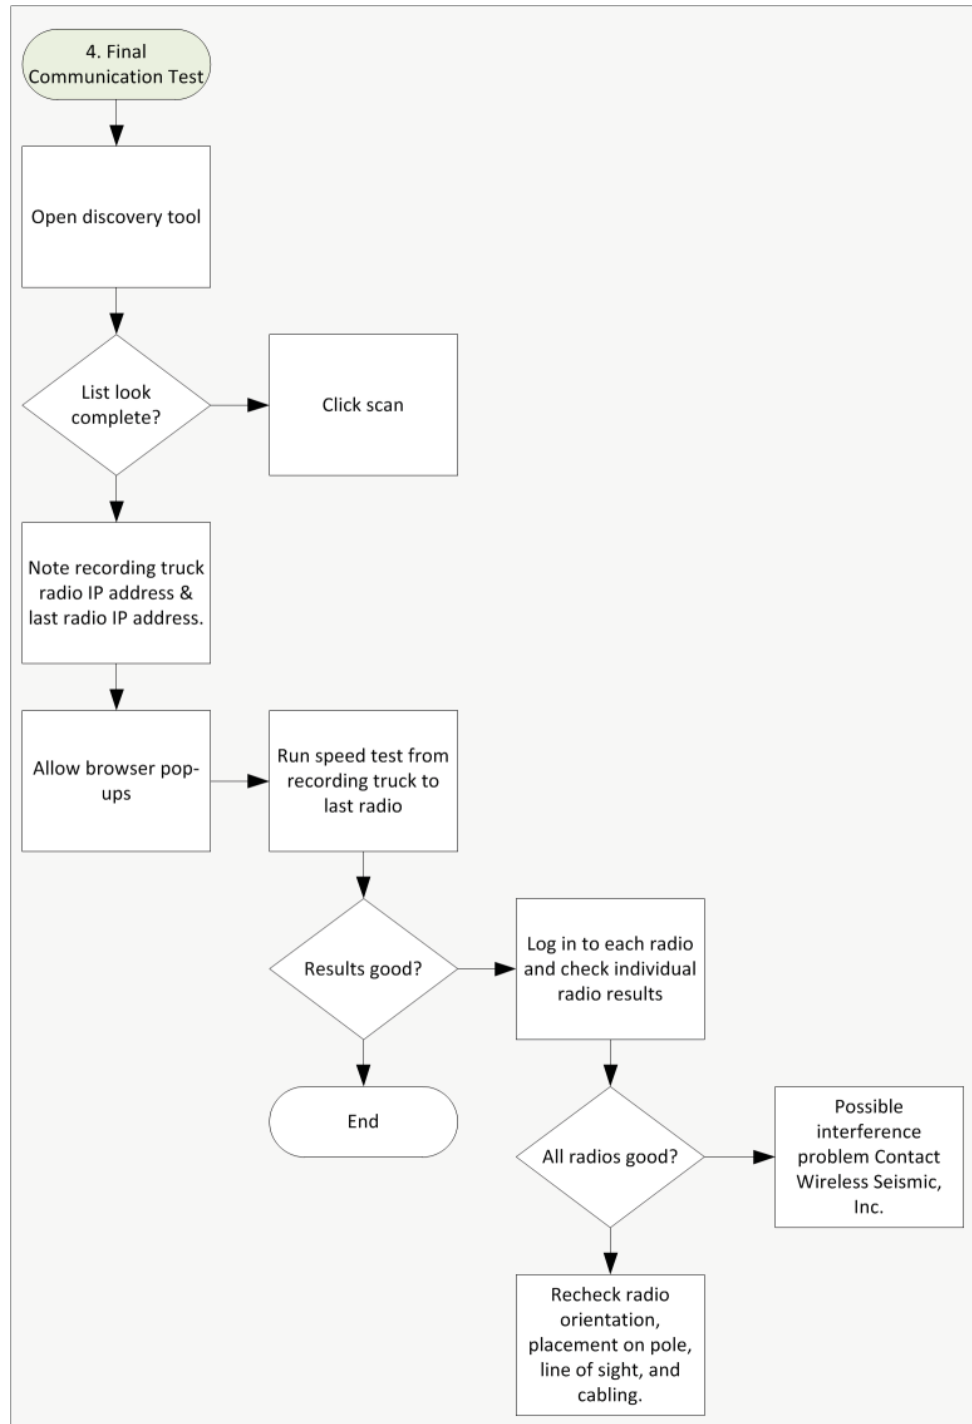 4. Final
Communication Test
Open discovery tool
List look
complete?
Click scan
Note recording truck
radio IP address &
last radio IP address.
Allow browser pop-
ups
Run speed test from
recording truck to
last radio
Results good?
Log in to each radio
and check individual
radio results
End
All radios good?
Possible
interference
problem Contact
Wireless Seismic,
Inc.
Recheck radio
orientation,
placement on pole,
line of sight, and
cabling.